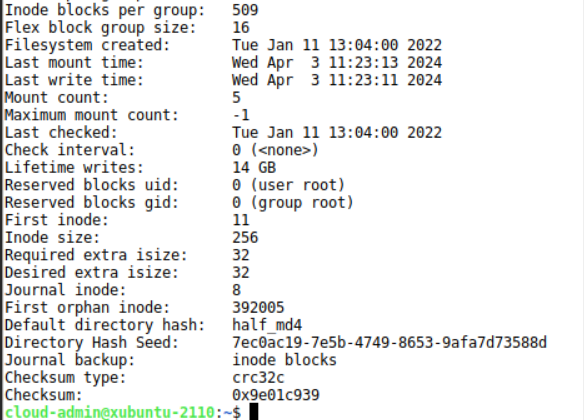 Inode blocks per group:   509
Flex block group size:    16
Filesystem created:       Tue Jan 11 13:04:00 2022
Last mount time:          Wed Apr  3 11:23:13 2024
Last write time:          Wed Apr  3 11:23:11 2024
Mount count:              5
Maximum mount count:      -1
Last checked:             Tue Jan 11 13:04:00 2022
Check interval:           0 (<none>)
Lifetime writes:          14 GB
Reserved blocks uid:      0 (user root)
Reserved blocks gid:      0 (group root)
First inode:              11
Inode size:               256
Required extra isize:     32
Desired extra isize:      32
Journal inode:            8
First orphan inode:       392005
Default directory hash:   half_md4
Directory Hash Seed:      7ec0ac19-7e5b-4749-8653-9afa7d73588d
Journal backup:           inode blocks
Checksum type:            crc32c
Checksum:                 0x9e01c939
cloud-admin@xubuntu-2110:~$